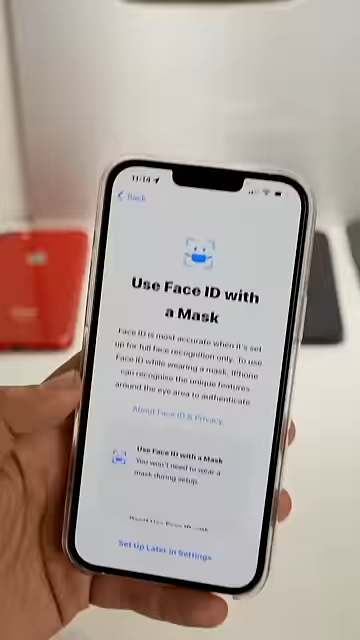 11:14
Back
Use Face ID with
a Mask
Face ID is most accurate when it's set
up for full face recognition only. To use
Face ID while wearing a mask, iPhone
can recognise the unique features
around the eye area to authenticate
About Face ID & Privacy
Use Face ID with a Mask
You won't need to wear a
mask during setup.
Set Up Later in Settings